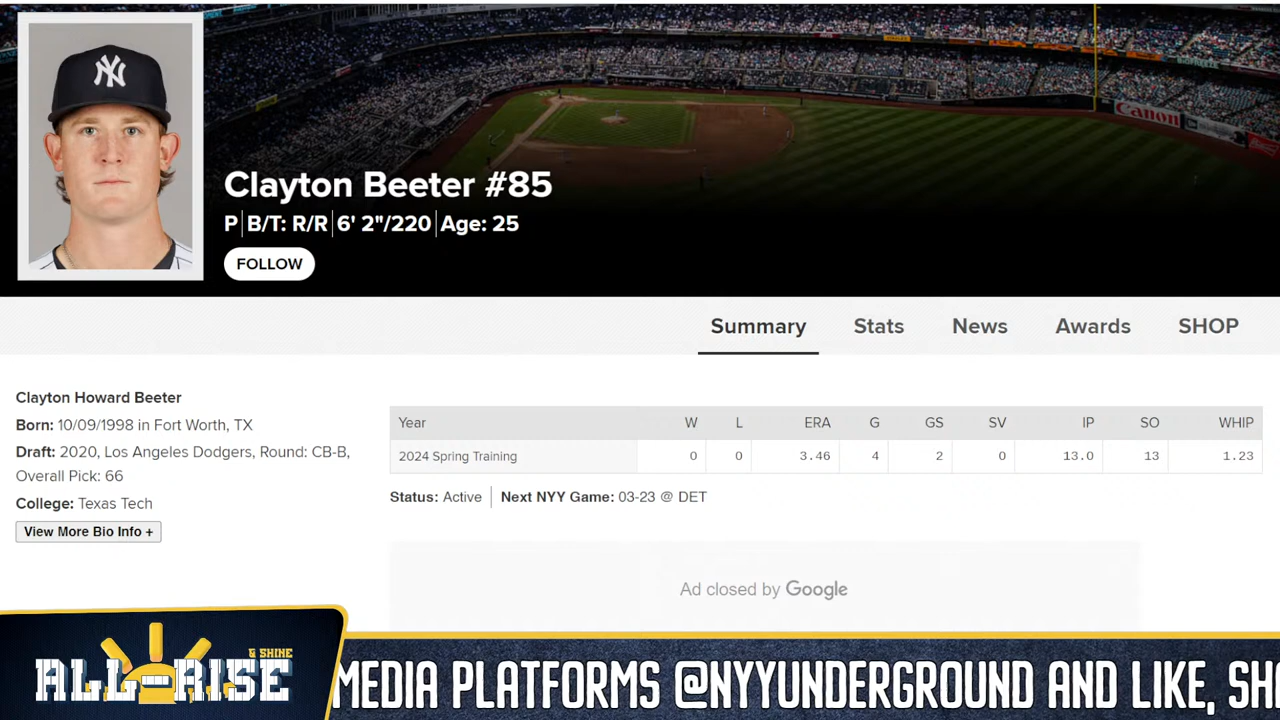 Clayton Beeter #85
P B/T: R/R 6' 2"/220 Age: 25
FOLLOW
Canon
Summary Stats News Awards SHOP
Clayton Howard Beeter
Born: 10/09/1998 in Fort Worth, TX
Draft: 2020, Los Angeles Dodgers, Round: CB-B,
Overall Pick: 66
College: Texas Tech
View More Bio Info +
Year W L ERA G GS SV IP SO WHIP
2024 Spring Training 0 0 3.46 4 2 0 13.0 13 1.23
Status: Active Next NYY Game: 03-23 @ DET
Ad closed by Google
& SHINE
ALL RISE
MEDIA PLATFORMS @NYYUNDERGROUND AND LIKE, SH